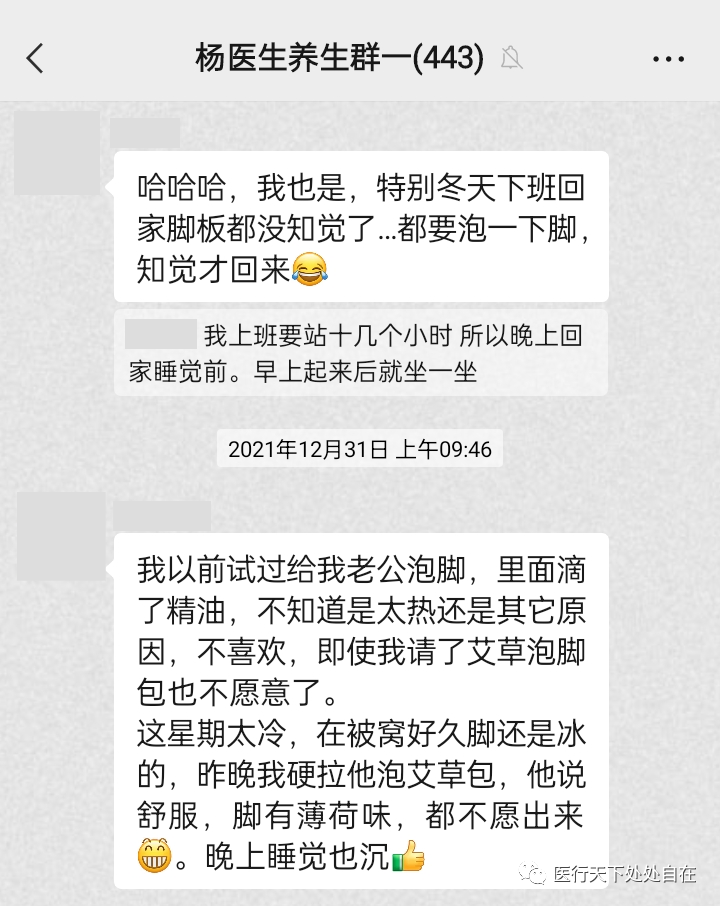 杨医生养生群一(443)
哈哈哈，我也是，特别冬天下班回
家脚板都没知觉了...都要泡一下脚，
知觉才回来😂
我上班要站十几个小时 所以晚上回
家睡觉前。早上起来后就坐一坐
2021年12月31日 上午09:46
我以前试过给我老公泡脚，里面滴
了精油，不知道是太热还是其它原
因，不喜欢，即使我请了艾草泡脚
包也不愿意了。
这星期太冷，在被窝好久脚还是冰
的，昨晚我硬拉他泡艾草包，他说
舒服，脚有薄荷味，都不愿出来
😁。晚上睡觉也沉👍
医行天下处处自在